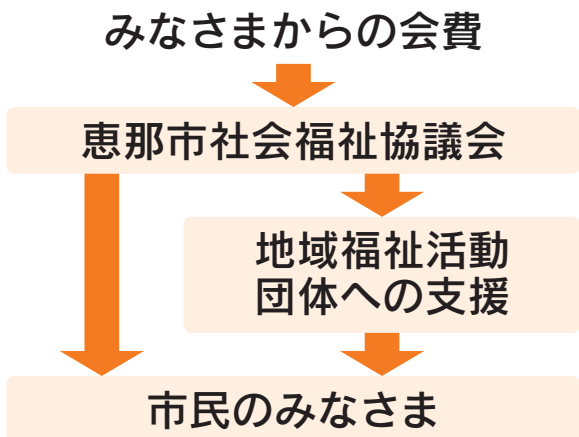 みなさまからの会費
恵那市社会福祉協議会
地域福祉活動
団体への支援
市民のみなさま